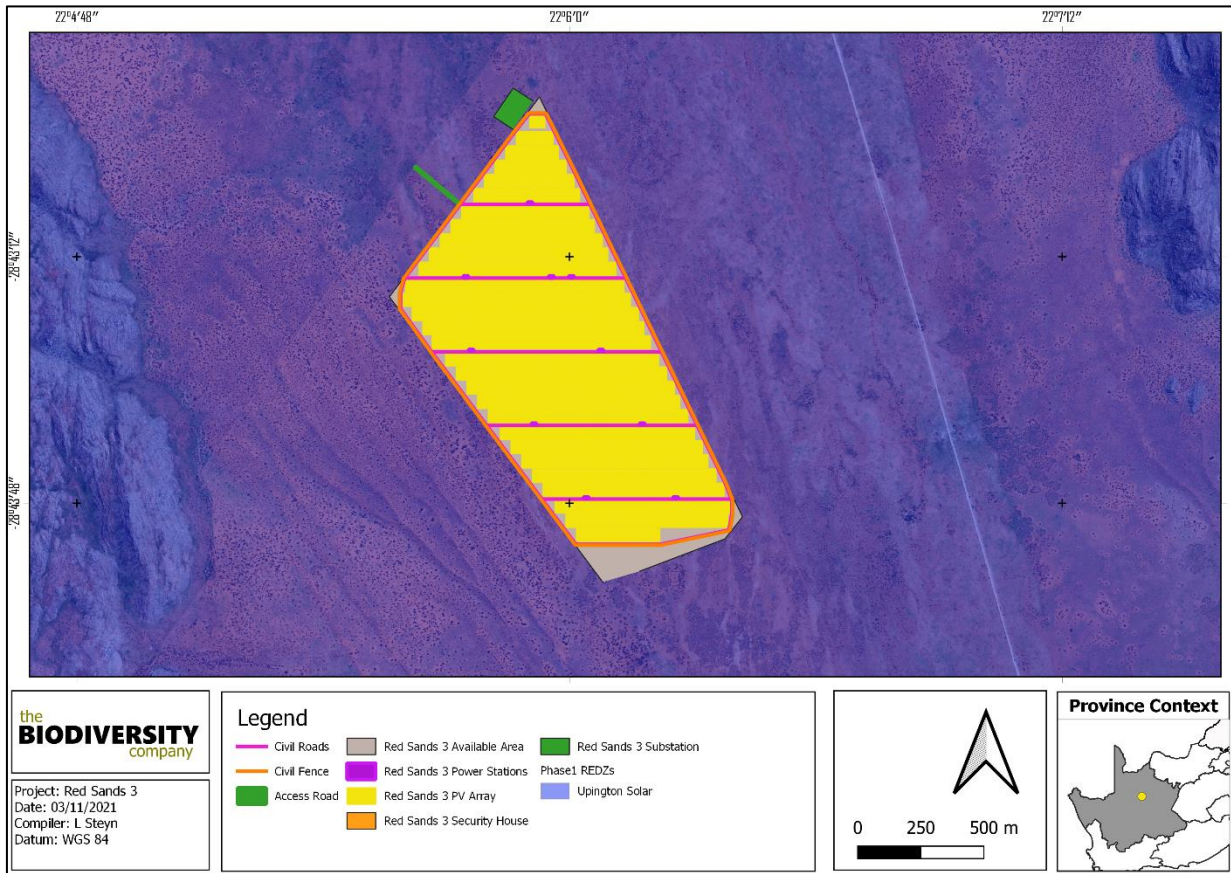 22°4'48" 22°6'0" 22°7'12"
-28°43'12"
-28°43'48"
the
BIODIVERSITY
company
Project: Red Sands 3
Date: 03/11/2021
Compiler: L Steyn
Datum: WGS 84
Legend
Civil Roads
Civil Fence
Access Road
Red Sands 3 Available Area
Red Sands 3 Power Stations
Red Sands 3 PV Array
Red Sands 3 Security House
Red Sands 3 Substation
Phase1 REDZs
Upington Solar
0 250 500 m
Province Context